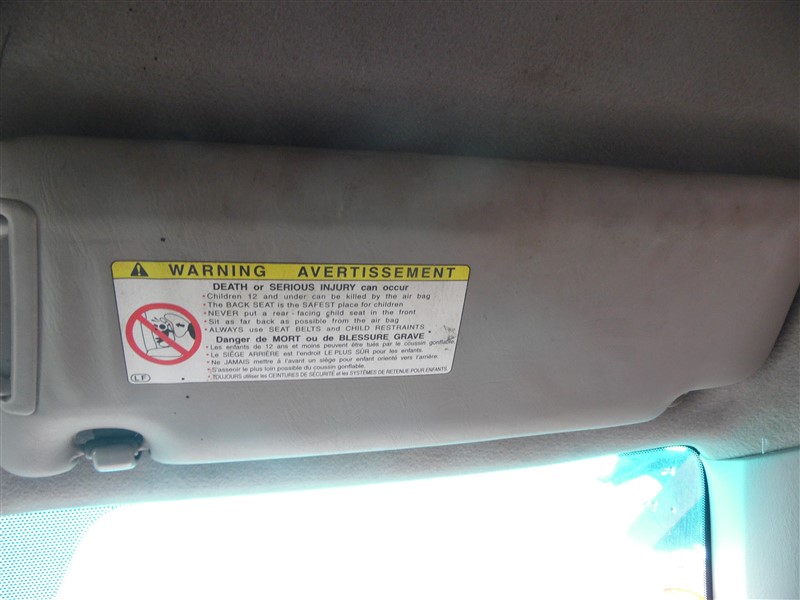 WARNING AVERTISSEMENT
DEATH or SERIOUS INJURY can occur
• Children 12 and under can be killed by the air bag
• The BACK SEAT is the SAFEST place for children
• NEVER put a rear-facing child seat in the front
• Sit as far back as possible from the air bag
• ALWAYS use SEAT BELTS and CHILD RESTRAINTS
Danger de MORT ou de BLESSURE GRAVE
• Les enfants de 12 ans et moins peuvent être tués par le coussin gonflable.
• Le SIÈGE ARRIÈRE est l'endroit LE PLUS SÛR pour les enfants.
• Ne JAMAIS mettre à l'avant un siège pour enfant orienté vers l'arrière.
• S'asseoir le plus loin possible du coussin gonflable.
• TOUJOURS utiliser les CEINTURES DE SÉCURITÉ et les SYSTÈMES DE RETENUE POUR ENFANTS
LF